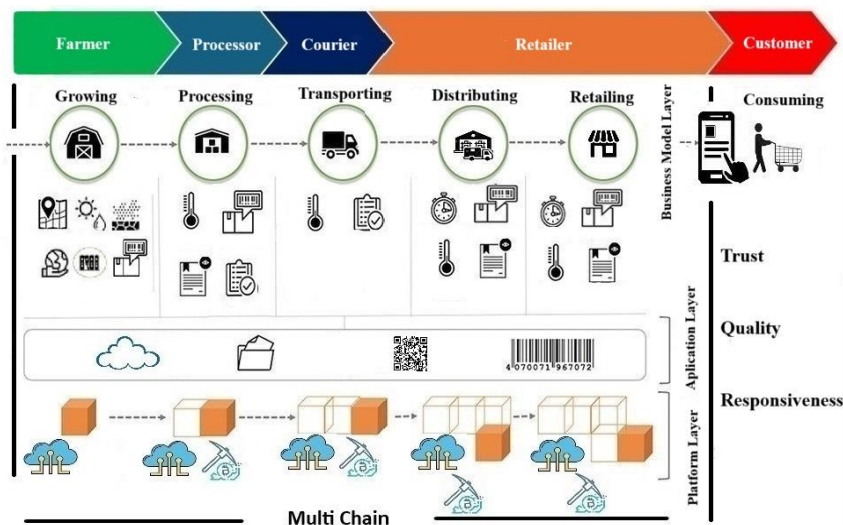 Farmer
Processor
Courier
Retailer
Customer
Growing
Processing
Transporting
Distributing
Retailing
Consuming
Business Model Layer
Trust
Quality
Responsiveness
Aplication Layer
4 070071 967072
Platform Layer
Multi Chain